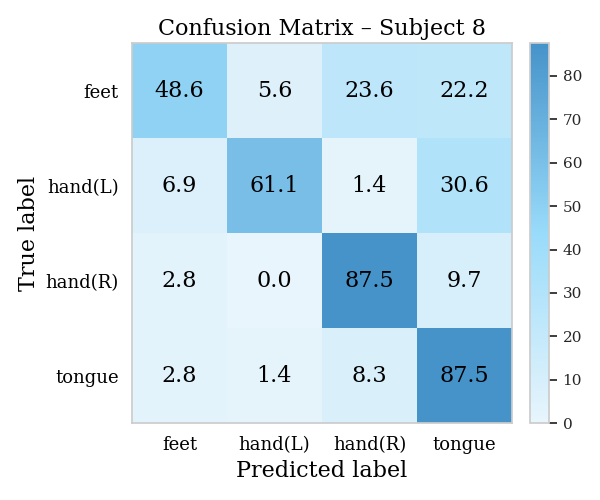 Confusion Matrix – Subject 8
feet 48.6 5.6 23.6 22.2
hand(L) 6.9 61.1 1.4 30.6
hand(R) 2.8 0.0 87.5 9.7
tongue 2.8 1.4 8.3 87.5
feet hand(L) hand(R) tongue
Predicted label
True label
80
70
60
50
40
30
20
10
0